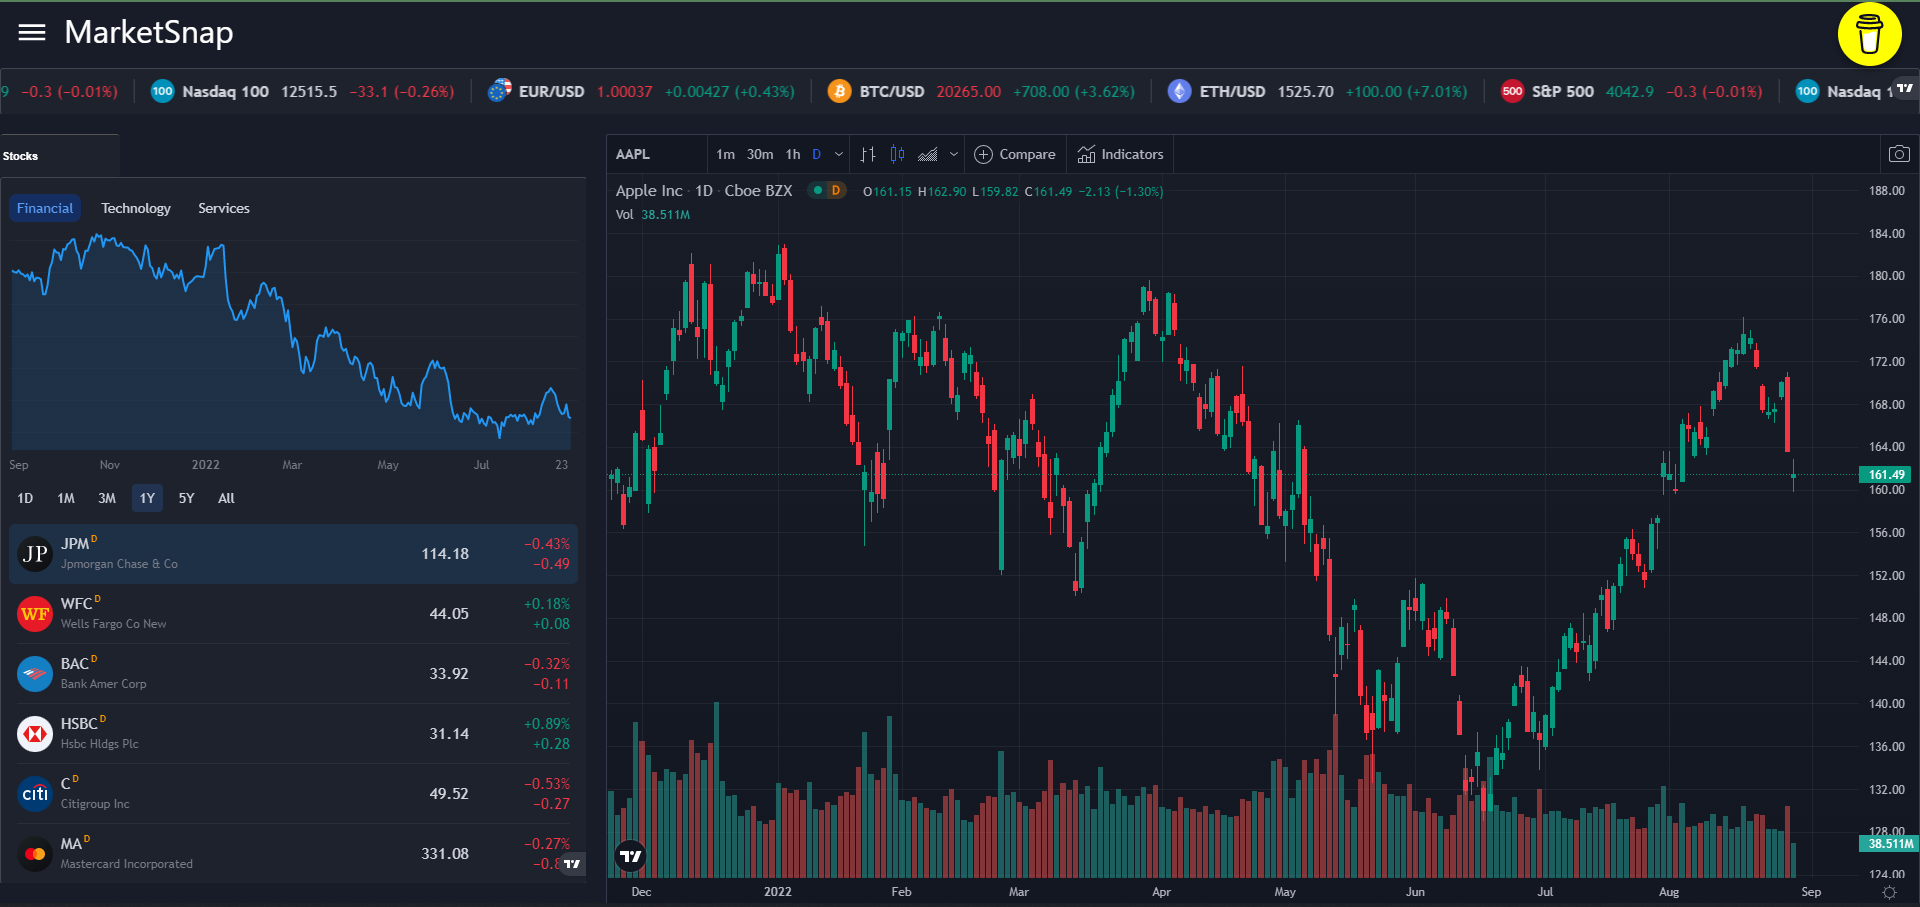 MarketSnap
9 −0.3 (−0.01%) 100 Nasdaq 100 12515.5 −33.1 (−0.26%) EUR/USD 1.00037 +0.00427 (+0.43%) BTC/USD 20265.00 +708.00 (+3.62%) ETH/USD 1525.70 +100.00 (+7.01%) 500 S&P 500 4042.9 −0.3 (−0.01%) 100 Nasdaq 1
Stocks
Financial Technology Services
Sep Nov 2022 Mar May Jul 23
1D 1M 3M 1Y 5Y All
JP JPM D 114.18 −0.43%
Jpmorgan Chase & Co −0.49
WF WFC D 44.05 +0.18%
Wells Fargo Co New +0.08
BAC D 33.92 −0.32%
Bank Amer Corp −0.11
HSBC D 31.14 +0.89%
Hsbc Hldgs Plc +0.28
citi C D 49.52 −0.53%
Citigroup Inc −0.27
MA D 331.08 −0.27%
Mastercard Incorporated −0.8
AAPL 1m 30m 1h D Compare Indicators
Apple Inc · 1D · Cboe BZX D O161.15 H162.90 L159.82 C161.49 −2.13 (−1.30%)
Vol 38.511M
188.00
184.00
180.00
176.00
172.00
168.00
164.00
161.49
160.00
156.00
152.00
148.00
144.00
140.00
136.00
132.00
128.00
38.511M
124.00
Dec 2022 Feb Mar Apr May Jun Jul Aug Sep